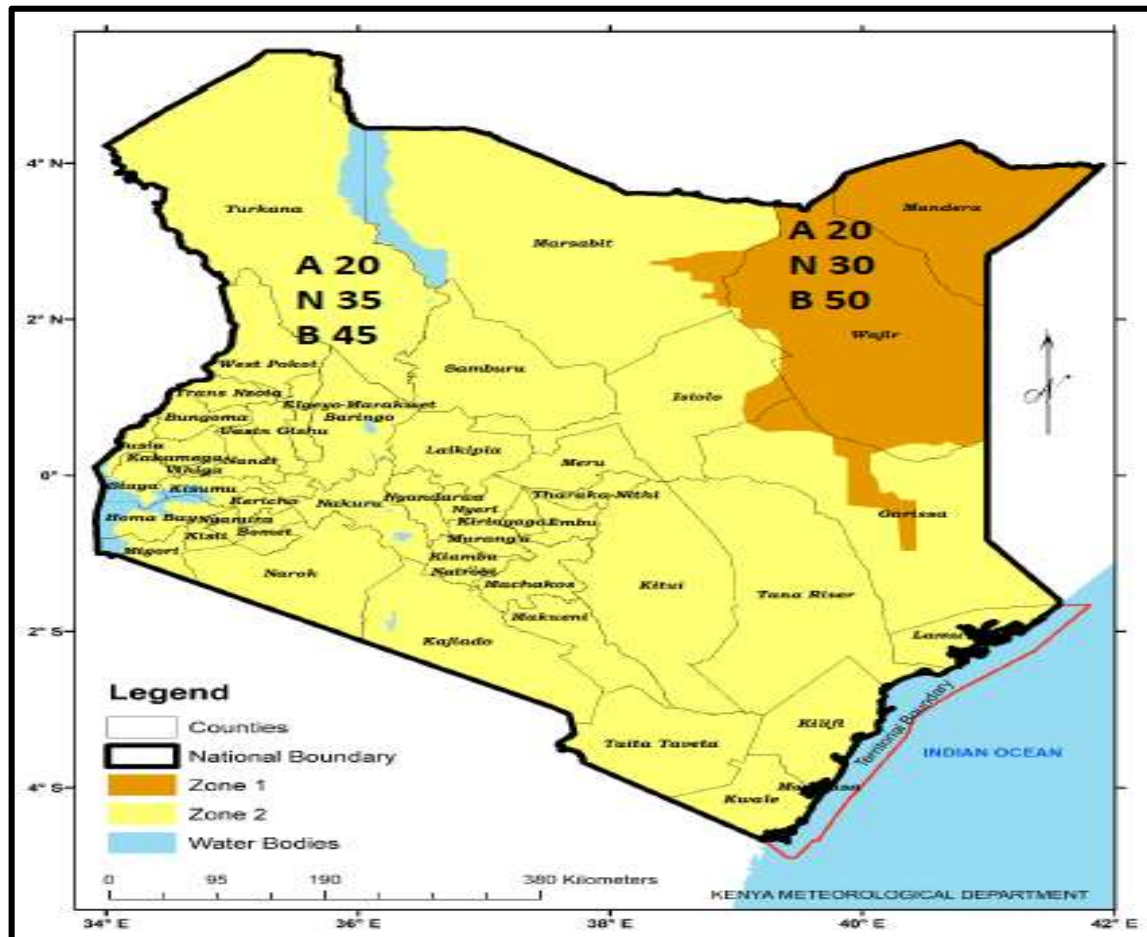 4° N
2° N
0°
2° S
4° S
Turkana
Marsabit
Mandera
A 20
N 35
B 45
A 20
N 30
B 50
Wajir
West Pokot
Samburu
Trans Nzoia
Elgeyo-Marakwet
Isiolo
Bungoma
Baringo
Uasin Gishu
Busia
Kakamega
Laikipia
Meru
Vihiga
Nandi
Siaya
Kisumu
Nyandarua
Tharaka-Nithi
Kericho
Nakuru
Nyeri
Garissa
Homa Bay
Nyamira
Kirinyaga
Embu
Kisii
Bomet
Murang'a
Migori
Kiambu
Narok
Nairobi
Machakos
Kitui
Tana River
Makueni
Kajiado
Lamu
Kilifi
Taita Taveta
Mombasa
Kwale
Territorial Boundary
INDIAN OCEAN
Legend
Counties
National Boundary
Zone 1
Zone 2
Water Bodies
0 95 190 380 Kilometers
KENYA METEOROLOGICAL DEPARTMENT
34° E 36° E 38° E 40° E 42° E
N